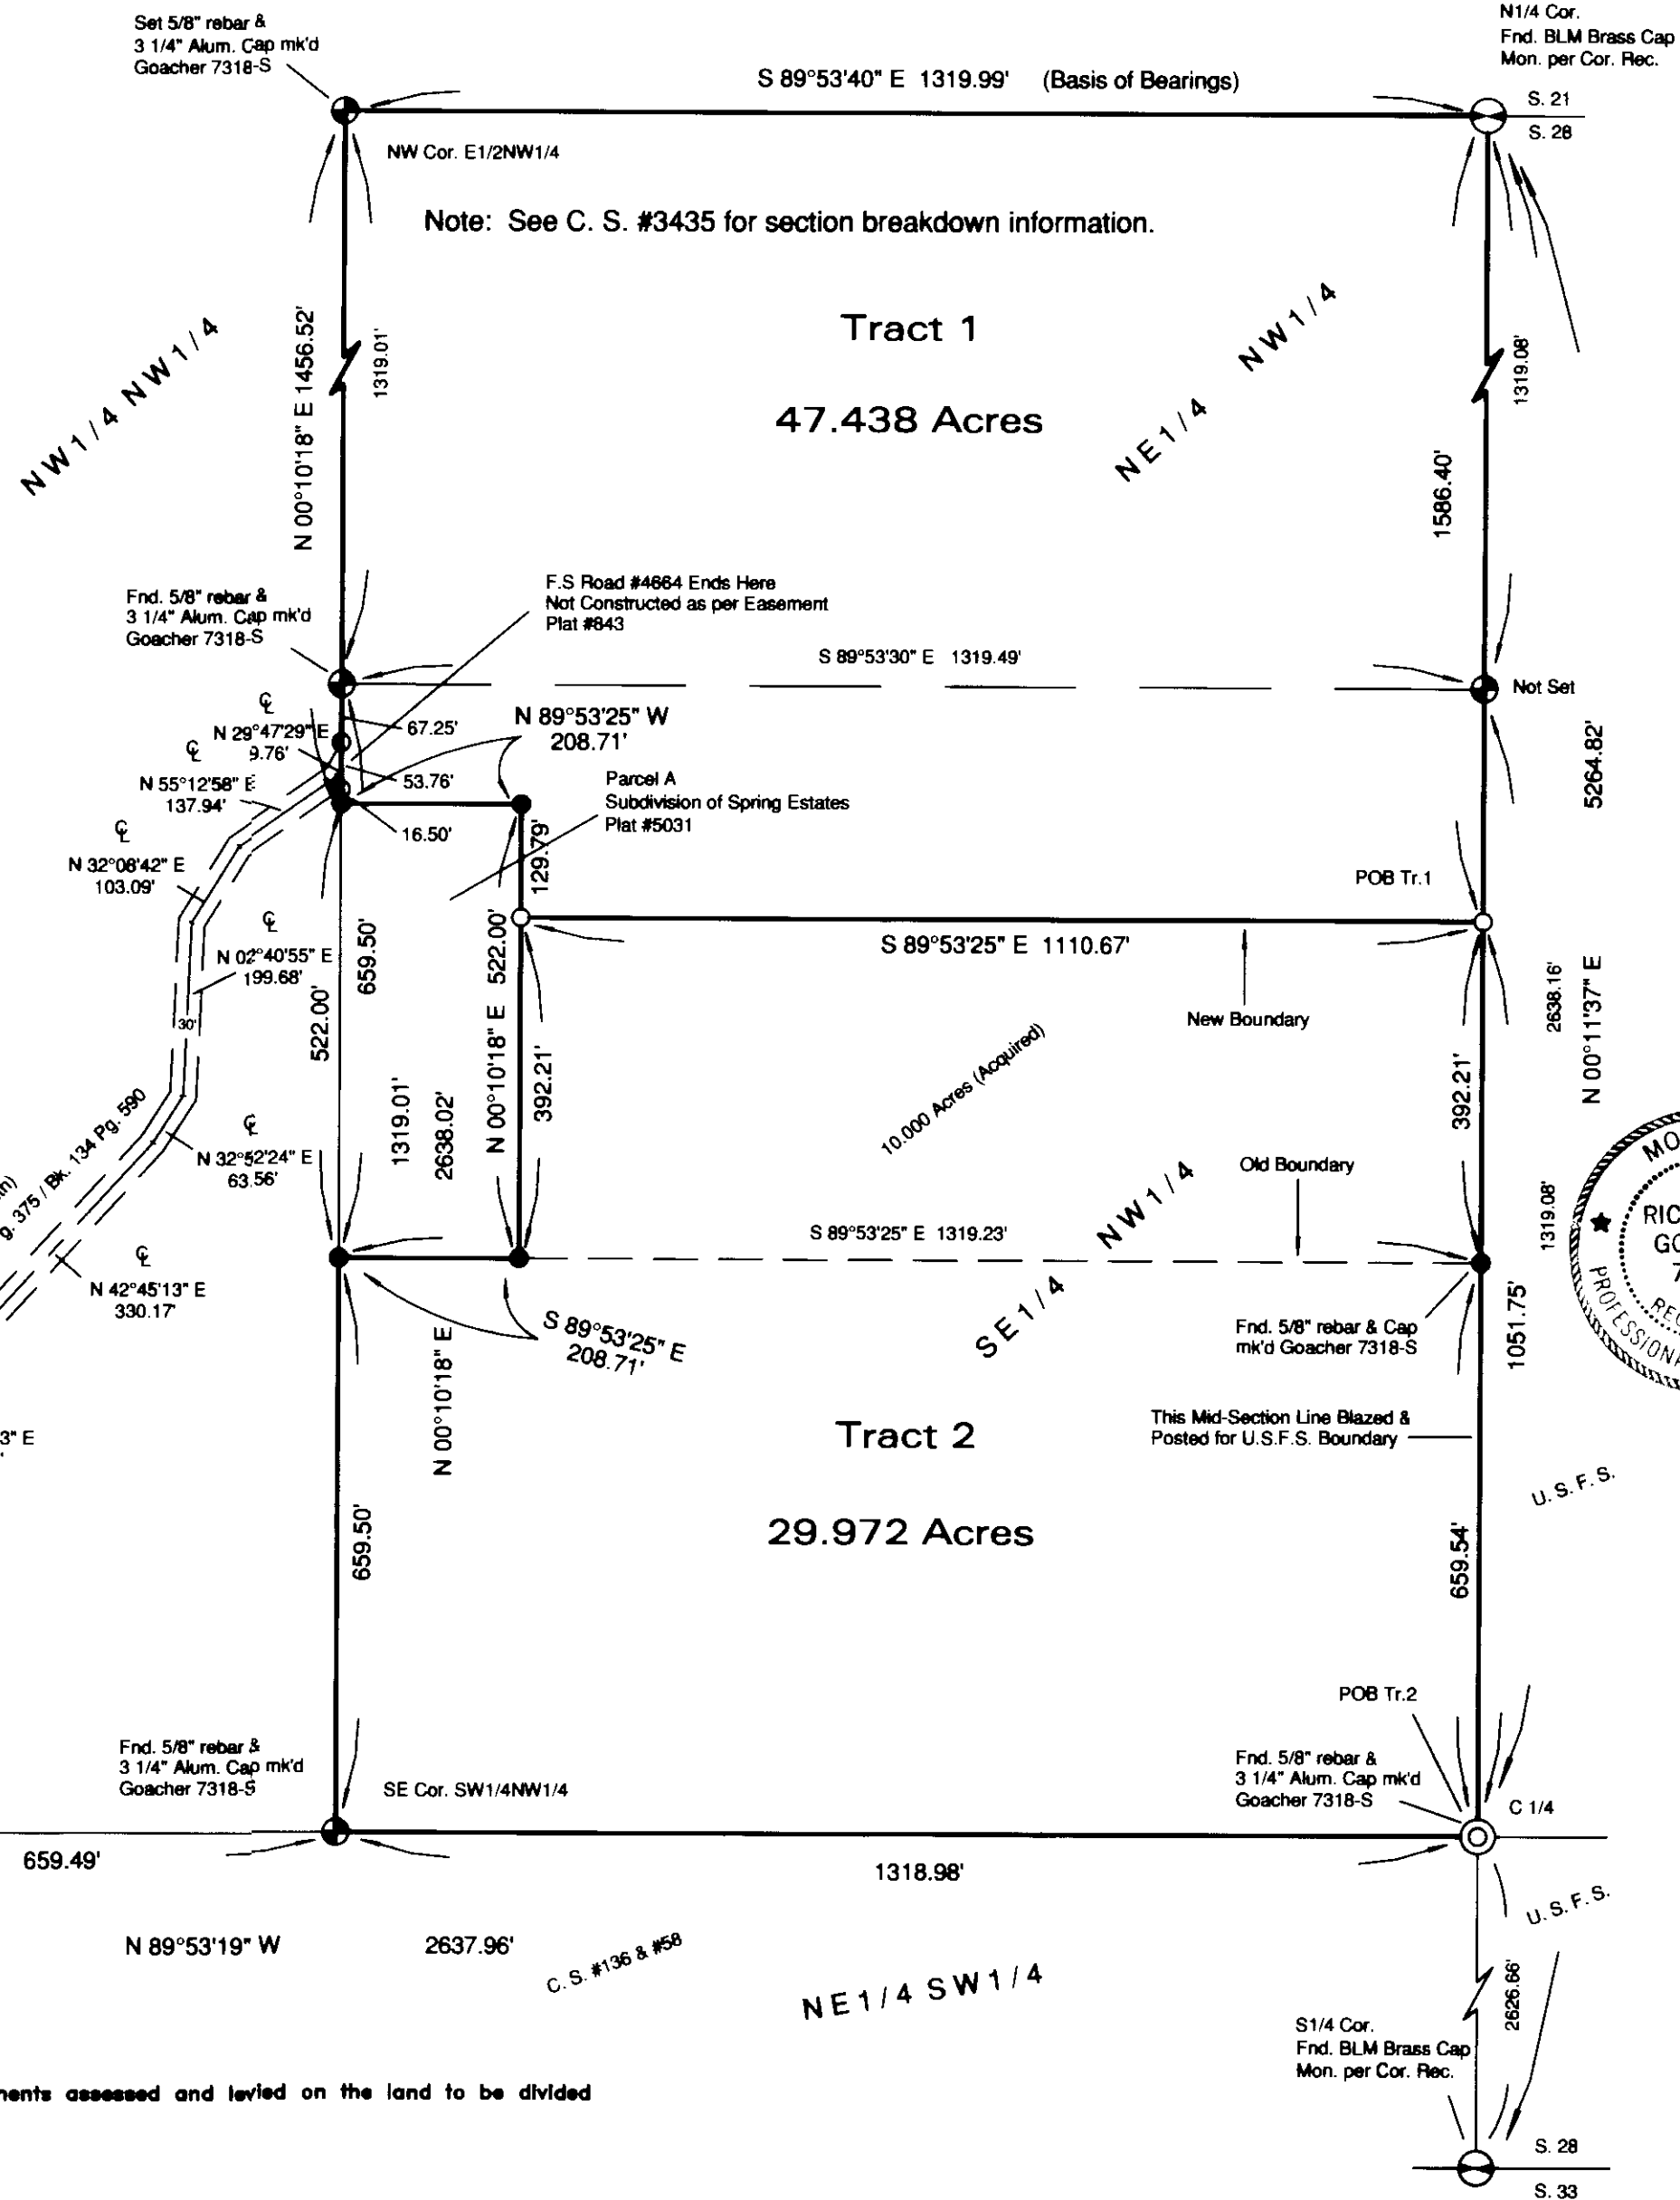 Set 5/8" rebar &
3 1/4" Alum. Cap mk'd
Goacher 7318-S
N1/4 Cor.
Fnd. BLM Brass Cap
Mon. per Cor. Rec.
S 89°53'40" E 1319.99' (Basis of Bearings)
S. 21
S. 28
NW Cor. E1/2NW1/4
Note: See C. S. #3435 for section breakdown information.
NW1/4 NW1/4
N 00°10'18" E 1456.52'
1319.01'
Tract 1
47.438 Acres
NE1/4 NW1/4
1319.08'
1586.40'
Fnd. 5/8" rebar &
3 1/4" Alum. Cap mk'd
Goacher 7318-S
F.S Road #4664 Ends Here
Not Constructed as per Easement
Plat #843
S 89°53'30" E 1319.49'
Not Set
N 29°47'29" E
9.76'
67.25'
N 89°53'25" W
208.71'
5264.82'
N 55°12'58" E
137.94'
53.76'
Parcel A
Subdivision of Spring Estates
Plat #5031
16.50'
129.79'
N 32°08'42" E
103.09'
POB Tr.1
N 02°40'55" E
199.68'
659.50'
522.00'
N 00°10'18" E 522.00'
S 89°53'25" E 1110.67'
30'
New Boundary
2638.16'
N 00°11'37" E
10.000 Acres (Acquired)
392.21'
392.21'
1319.01'
2638.02'
g. 375 / Bk. 134 Pg. 590
N 32°52'24" E
63.56'
Old Boundary
S 89°53'25" E 1319.23'
SE1/4 NW1/4
1319.08'
MO
RIC
GO
7
REG
PROFESSIONA
N 42°45'13" E
330.17'
S 89°53'25" E
208.71'
N 00°10'18" E
Fnd. 5/8" rebar & Cap
mk'd Goacher 7318-S
1051.75'
3" E
Tract 2
29.972 Acres
This Mid-Section Line Blazed &
Posted for U.S.F.S. Boundary
U. S. F. S.
659.50'
659.54'
POB Tr.2
Fnd. 5/8" rebar &
3 1/4" Alum. Cap mk'd
Goacher 7318-S
SE Cor. SW1/4NW1/4
Fnd. 5/8" rebar &
3 1/4" Alum. Cap mk'd
Goacher 7318-S
C 1/4
659.49'
1318.98'
U. S. F. S.
N 89°53'19" W 2637.96'
C. S. #136 & #58
NE1/4 SW1/4
2626.66'
S1/4 Cor.
Fnd. BLM Brass Cap
Mon. per Cor. Rec.
ments assessed and levied on the land to be divided
S. 28
S. 33